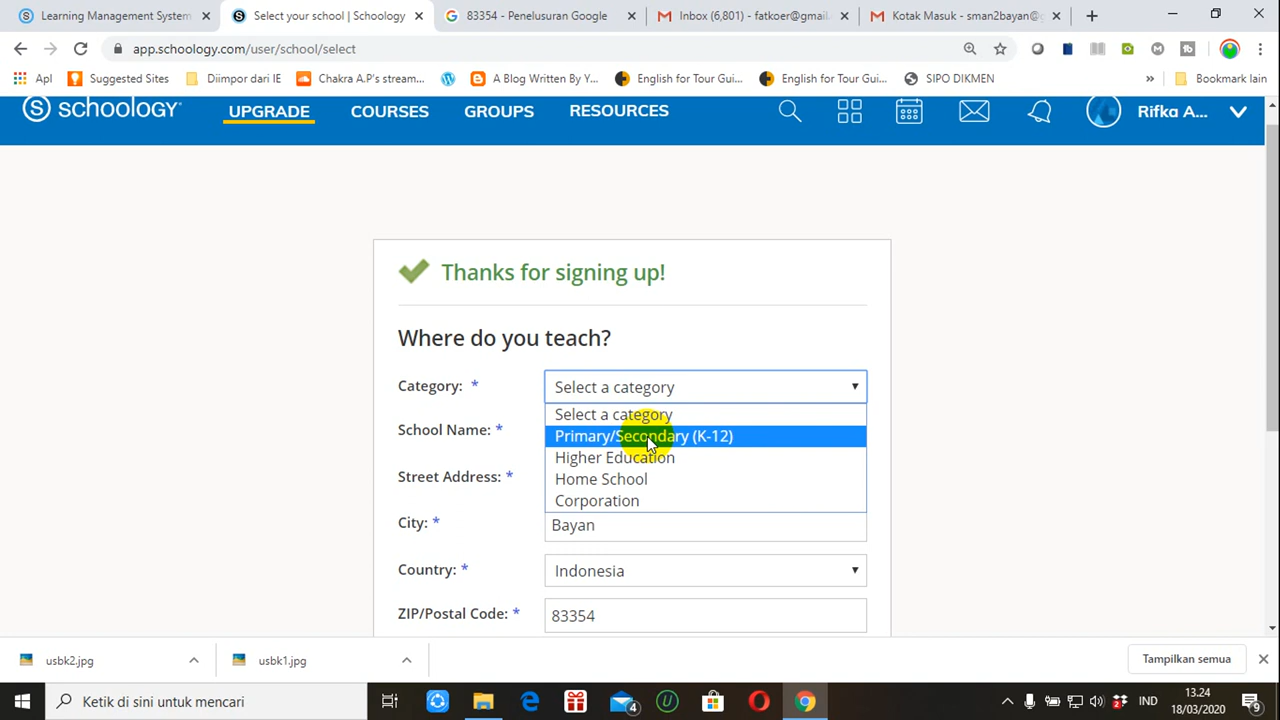 Learning Management System
Select your school | Schoology
83354 - Penelusuran Google
Inbox (6,801) - fatkoer@gmail.
Kotak Masuk - sman2bayan@g
app.schoology.com/user/school/select
Apl
Suggested Sites
Diimpor dari IE
Chakra A.P's stream...
A Blog Written By Y...
English for Tour Gui...
English for Tour Gui...
SIPO DIKMEN
Bookmark lain
S schoology
UPGRADE
COURSES
GROUPS
RESOURCES
Rifka A...
Thanks for signing up!
Where do you teach?
Category: *
Select a category
Select a category
Primary/Secondary (K-12)
School Name: *
Higher Education
Street Address: *
Home School
Corporation
City: *
Bayan
Country: *
Indonesia
ZIP/Postal Code: *
83354
usbk2.jpg
usbk1.jpg
Tampilkan semua
Ketik di sini untuk mencari
4
IND
13.24
18/03/2020
9